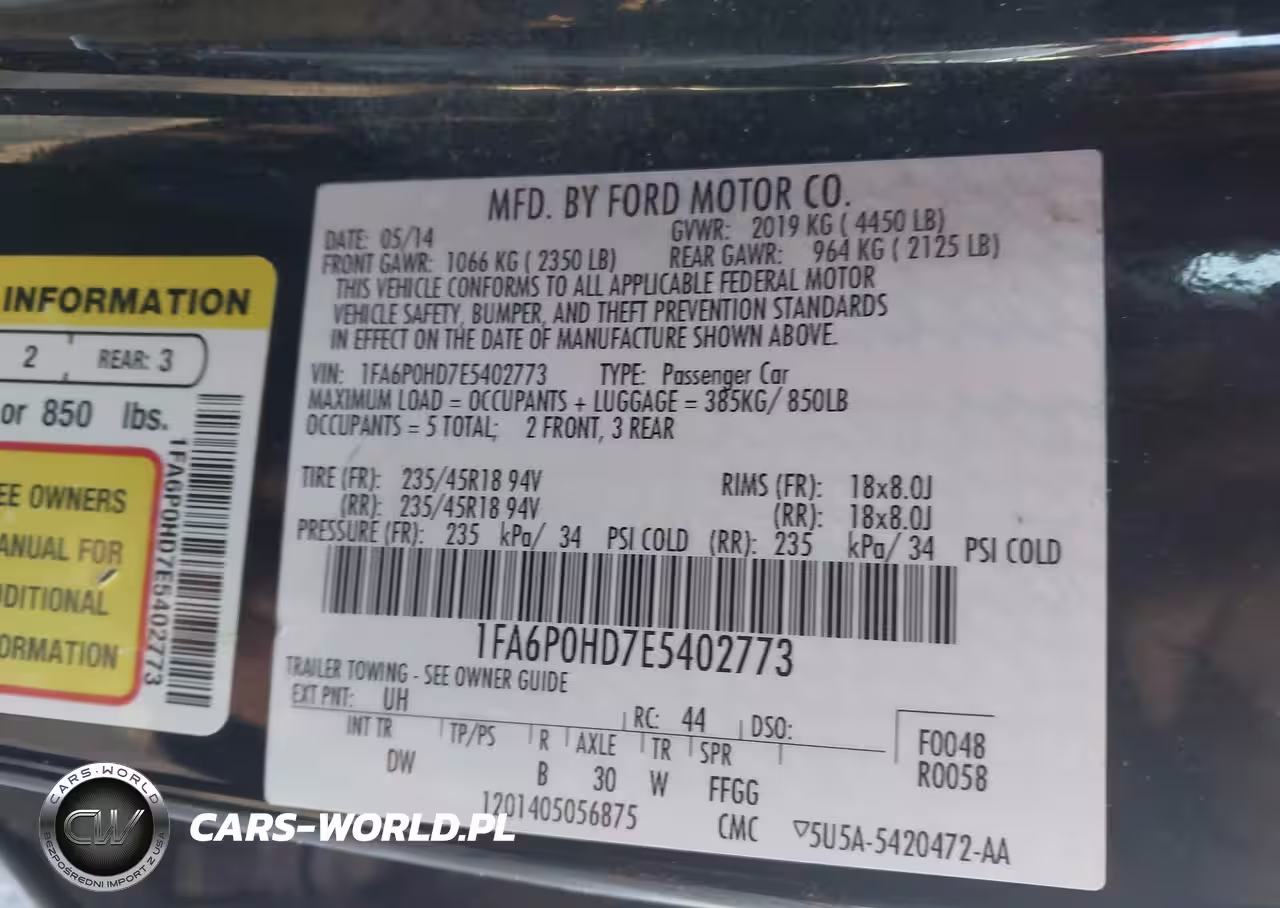 MFD. BY FORD MOTOR CO.
DATE: 05/14 GVWR: 2019 KG ( 4450 LB)
FRONT GAWR: 1066 KG ( 2350 LB) REAR GAWR: 964 KG ( 2125 LB)
THIS VEHICLE CONFORMS TO ALL APPLICABLE FEDERAL MOTOR
VEHICLE SAFETY, BUMPER, AND THEFT PREVENTION STANDARDS
IN EFFECT ON THE DATE OF MANUFACTURE SHOWN ABOVE.
VIN: 1FA6P0HD7E5402773 TYPE: Passenger Car
MAXIMUM LOAD = OCCUPANTS + LUGGAGE = 385KG/ 850LB
OCCUPANTS = 5 TOTAL; 2 FRONT, 3 REAR
TIRE (FR): 235/45R18 94V RIMS (FR): 18x8.0J
(RR): 235/45R18 94V (RR): 18x8.0J
PRESSURE (FR): 235 kPa/ 34 PSI COLD (RR): 235 kPa/ 34 PSI COLD
1FA6P0HD7E5402773
TRAILER TOWING - SEE OWNER GUIDE
EXT PNT: UH RC: 44 DSO:
INT TR TP/PS R AXLE TR SPR F0048
DW B 30 W FFGG R0058
1201405056875 CMC ▽5U5A-5420472-AA
INFORMATION
2 REAR: 3
or 850 lbs.
EE OWNERS
ANUAL FOR
DITIONAL
ORMATION
1FA6P0HD7E5402773
CARS-WORLD
CW
BEZPOŚREDNI IMPORT Z USA
CARS-WORLD.PL